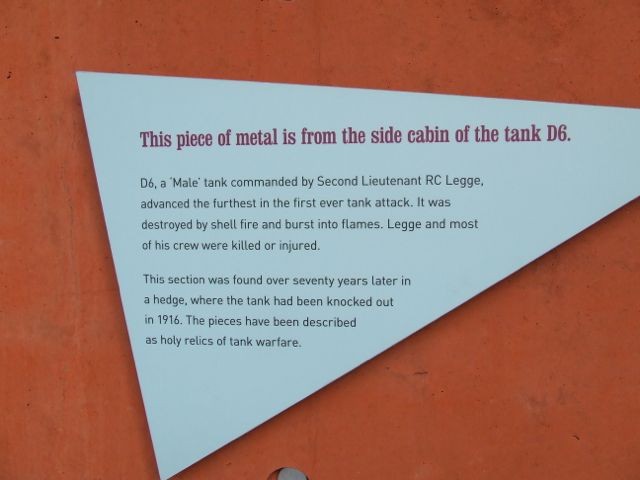 This piece of metal is from the side cabin of the tank D6.
D6, a 'Male' tank commanded by Second Lieutenant RC Legge,
advanced the furthest in the first ever tank attack. It was
destroyed by shell fire and burst into flames. Legge and most
of his crew were killed or injured.
This section was found over seventy years later in
a hedge, where the tank had been knocked out
in 1916. The pieces have been described
as holy relics of tank warfare.